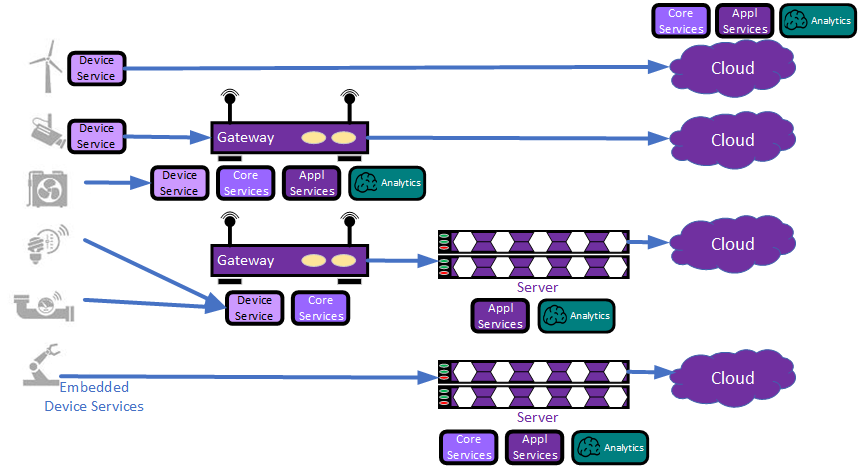 Core
Services
Appl
Services
Analytics
Device
Service
Cloud
Device
Service
Gateway
Cloud
Device
Service
Core
Services
Appl
Services
Analytics
Gateway
Cloud
Server
Device
Service
Core
Services
Appl
Services
Analytics
Cloud
Embedded
Device Services
Server
Core
Services
Appl
Services
Analytics